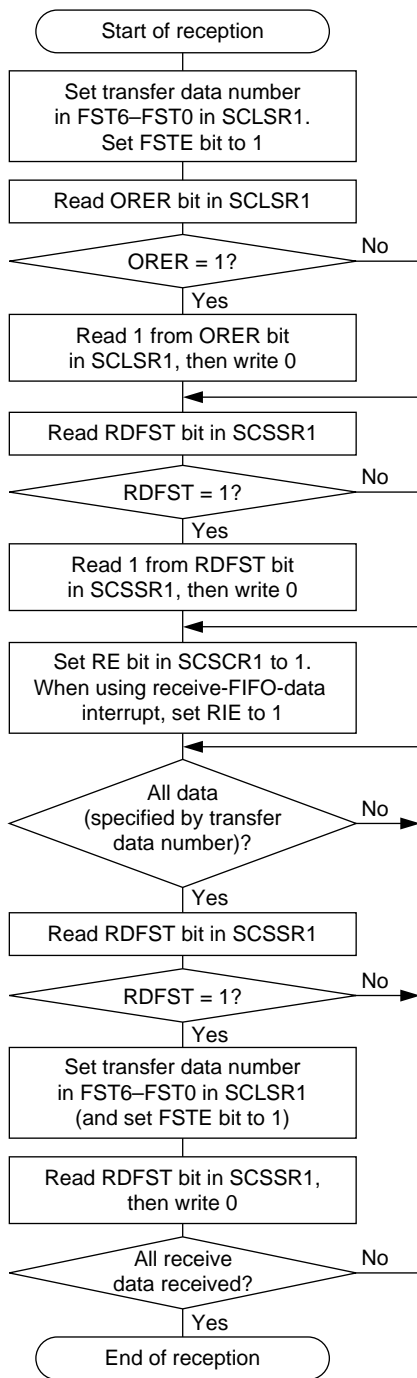 Start of reception
Set transfer data number
in FST6–FST0 in SCLSR1.
Set FSTE bit to 1
Read ORER bit in SCLSR1
ORER = 1?
No
Yes
Read 1 from ORER bit
in SCLSR1, then write 0
Read RDFST bit in SCSSR1
RDFST = 1?
No
Yes
Read 1 from RDFST bit
in SCSSR1, then write 0
Set RE bit in SCSCR1 to 1.
When using receive-FIFO-data
interrupt, set RIE to 1
All data
(specified by transfer
data number)?
No
Yes
Read RDFST bit in SCSSR1
RDFST = 1?
No
Yes
Set transfer data number
in FST6–FST0 in SCLSR1
(and set FSTE bit to 1)
Read RDFST bit in SCSSR1,
then write 0
All receive
data received?
No
Yes
End of reception